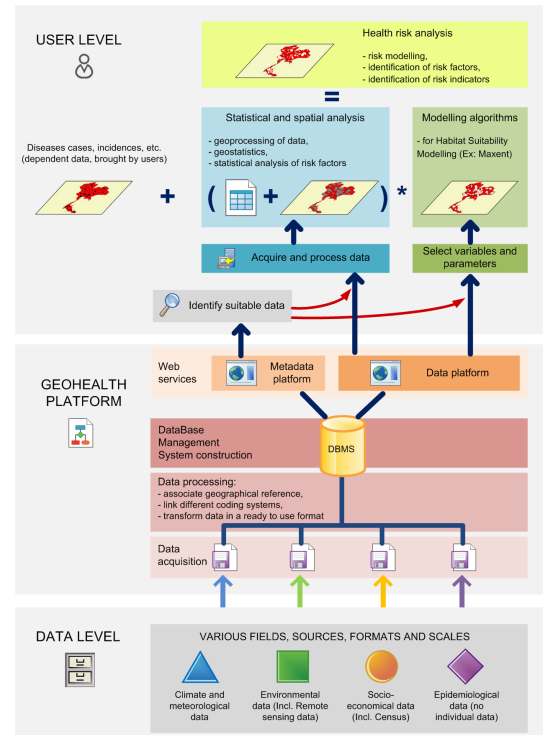 USER LEVEL
Health risk analysis
- risk modelling,
- identification of risk factors,
- identification of risk indicators
=
Diseases cases, incidences, etc.
(dependent data, brought by users)
+
Statistical and spatial analysis
- geoprocessing of data,
- geostatistics,
- statistical analysis of risk factors
( + )
*
Modelling algorithms
- for Habitat Suitability
Modelling (Ex: Maxent)
Acquire and process data
Select variables and
parameters
Identify suitable data
GEOHEALTH
PLATFORM
Web
services
Metadata
platform
Data platform
DataBase
Management
System construction
DBMS
Data processing:
- associate geographical reference,
- link different coding systems,
- transform data in a ready to use format
Data
acquisition
DATA LEVEL
VARIOUS FIELDS, SOURCES, FORMATS AND SCALES
Climate and
meteorological
data
Environmental
data (Incl. Remote
sensing data)
Socio-
economical data
(Incl. Census)
Epidemiological
data (no
individual data)